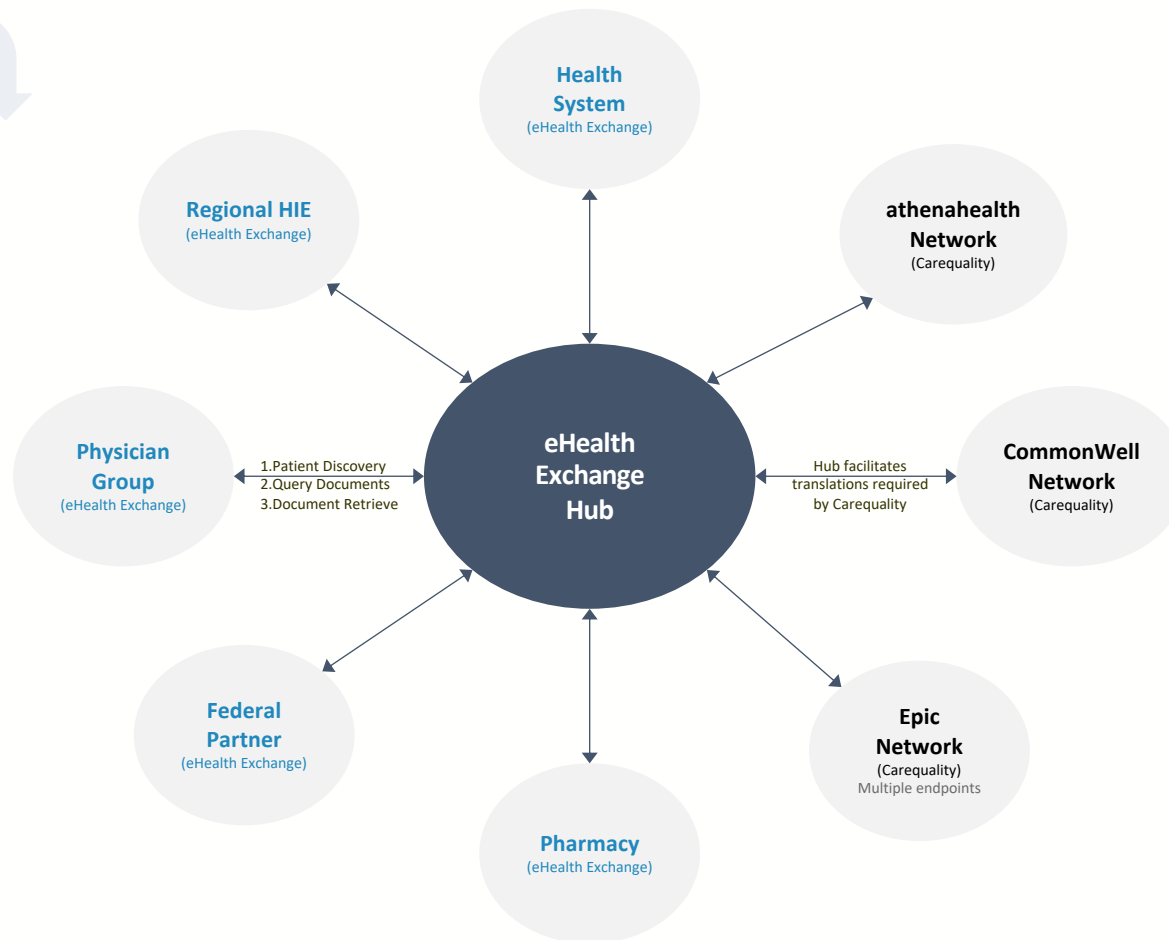 Health
System
(eHealth Exchange)
Regional HIE
(eHealth Exchange)
athenahealth
Network
(Carequality)
Physician
Group
(eHealth Exchange)
1.Patient Discovery
2.Query Documents
3.Document Retrieve
eHealth
Exchange
Hub
Hub facilitates
translations required
by Carequality
CommonWell
Network
(Carequality)
Federal
Partner
(eHealth Exchange)
Epic
Network
(Carequality)
Multiple endpoints
Pharmacy
(eHealth Exchange)